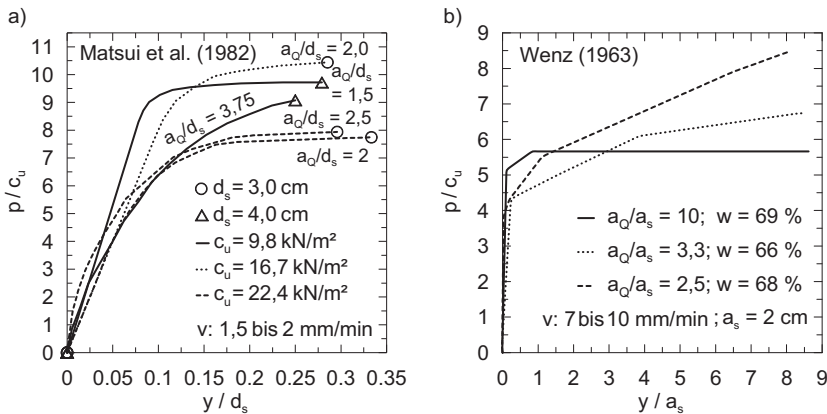 a)
Matsui et al. (1982)
a_Q/d_s = 2,0
a_Q/d_s
= 1,5
a_Q/d_s = 3,75
a_Q/d_s = 2,5
a_Q/d_s = 2
d_s = 3,0 cm
d_s = 4,0 cm
c_u = 9,8 kN/m²
c_u = 16,7 kN/m²
c_u = 22,4 kN/m²
v: 1,5 bis 2 mm/min
p / c_u
11
10
9
8
7
6
5
4
3
2
1
0
0 0.05 0.15 0.25 0.3 0.35
y / d_s
b)
Wenz (1963)
a_Q/a_s = 10; w = 69 %
a_Q/a_s = 3,3; w = 66 %
a_Q/a_s = 2,5; w = 68 %
v: 7 bis 10 mm/min ; a_s = 2 cm
p / c_u
9
8
7
6
5
4
3
2
1
0
0 1 2 3 4 5 6 7 8 9
y / a_s